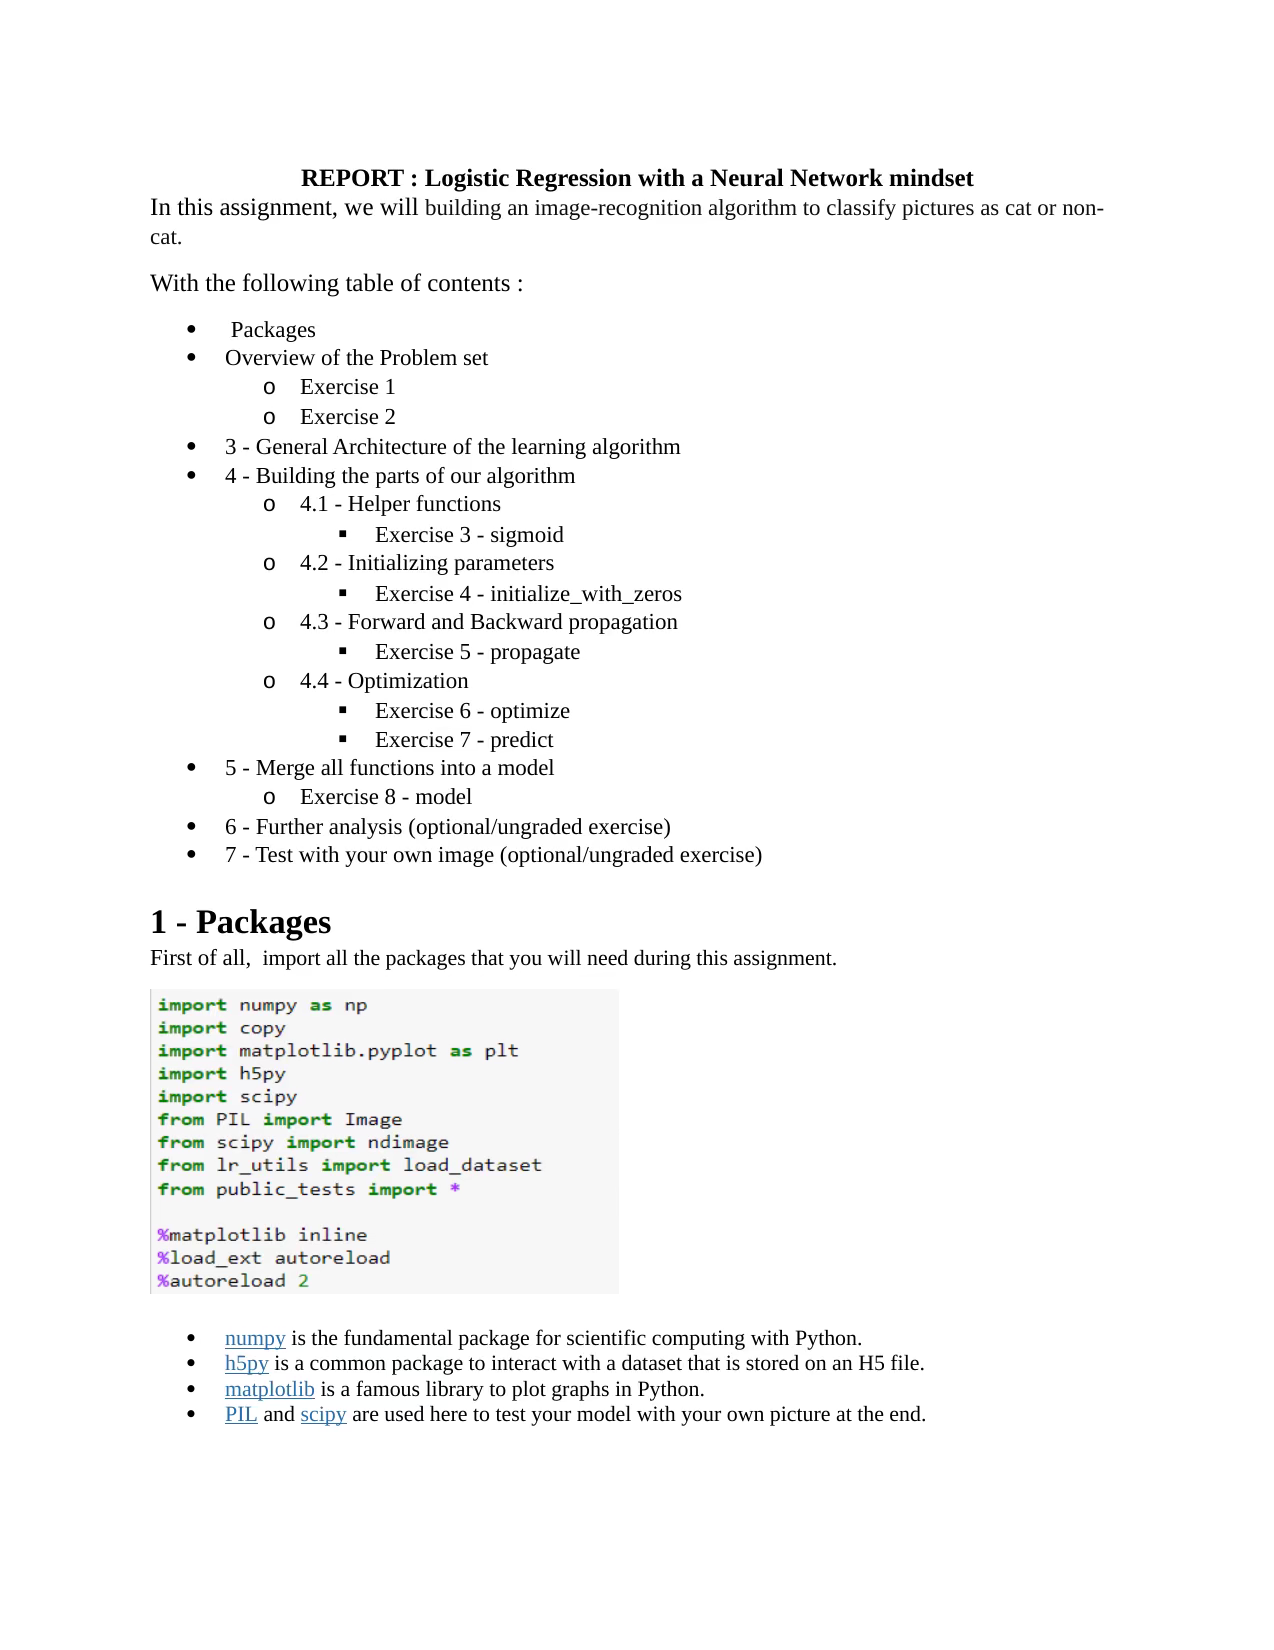 REPORT : Logistic Regression with a Neural Network mindset
In this assignment, we will building an image-recognition algorithm to classify pictures as cat or non-
cat.
With the following table of contents :
• Packages
• Overview of the Problem set
o Exercise 1
o Exercise 2
• 3 - General Architecture of the learning algorithm
• 4 - Building the parts of our algorithm
o 4.1 - Helper functions
▪ Exercise 3 - sigmoid
o 4.2 - Initializing parameters
▪ Exercise 4 - initialize_with_zeros
o 4.3 - Forward and Backward propagation
▪ Exercise 5 - propagate
o 4.4 - Optimization
▪ Exercise 6 - optimize
▪ Exercise 7 - predict
• 5 - Merge all functions into a model
o Exercise 8 - model
• 6 - Further analysis (optional/ungraded exercise)
• 7 - Test with your own image (optional/ungraded exercise)
1 - Packages
First of all,  import all the packages that you will need during this assignment.
import numpy as np
import copy
import matplotlib.pyplot as plt
import h5py
import scipy
from PIL import Image
from scipy import ndimage
from lr_utils import load_dataset
from public_tests import *
%matplotlib inline
%load_ext autoreload
%autoreload 2
• numpy is the fundamental package for scientific computing with Python.
• h5py is a common package to interact with a dataset that is stored on an H5 file.
• matplotlib is a famous library to plot graphs in Python.
• PIL and scipy are used here to test your model with your own picture at the end.